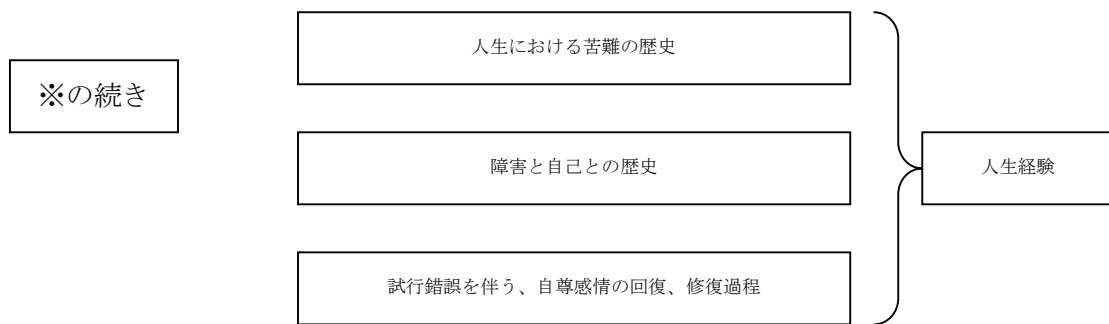 人生における苦難の歴史
※の続き
障害と自己との歴史
人生経験
試行錯誤を伴う、自尊感情の回復、修復過程